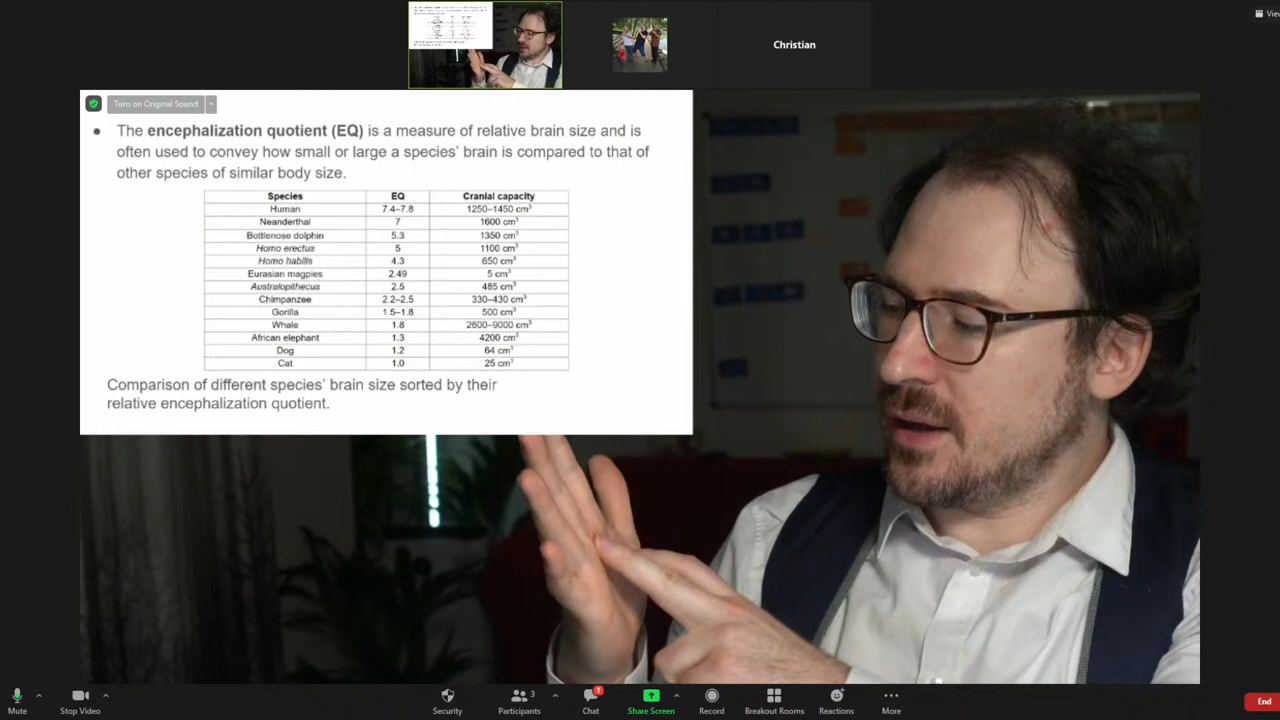 View
Christian
Turn on Original Sound
• The encephalization quotient (EQ) is a measure of relative brain size and is
often used to convey how small or large a species' brain is compared to that of
other species of similar body size.
Species EQ Cranial capacity
Human 7.4–7.8 1250–1450 cm³
Neanderthal 7 1600 cm³
Bottlenose dolphin 5.3 1350 cm³
Homo erectus 5 1100 cm³
Homo habilis 4.3 650 cm³
Eurasian magpies 2.49 5 cm³
Australopithecus 2.5 485 cm³
Chimpanzee 2.2–2.5 330–430 cm³
Gorilla 1.5–1.8 500 cm³
Whale 1.8 2600–9000 cm³
African elephant 1.3 4200 cm³
Dog 1.2 64 cm³
Cat 1.0 25 cm³
Comparison of different species' brain size sorted by their
relative encephalization quotient.
Mute
Stop Video
Security
Participants 3
Chat 1
Share Screen
Record
Breakout Rooms
Reactions
More
End